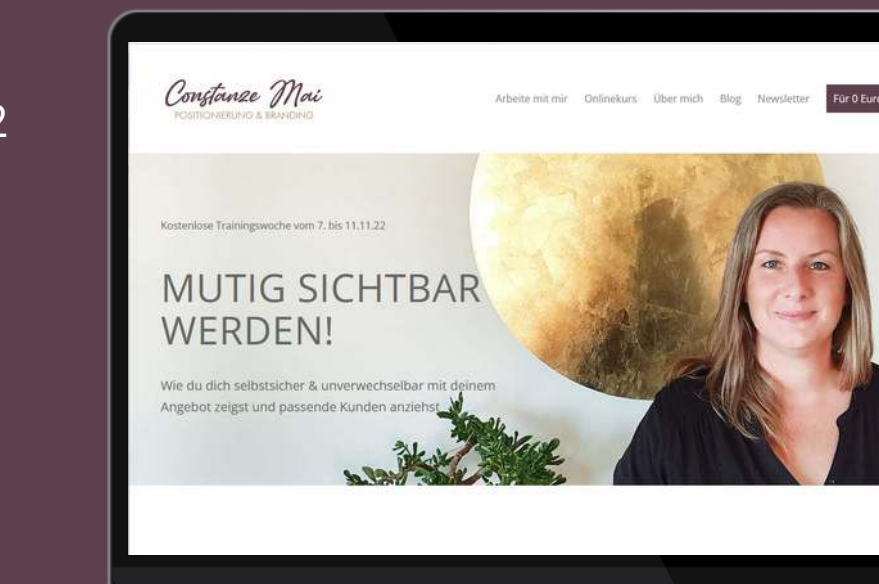 2
Constanze Mai
POSITIONIERUNG & BRANDING
Arbeite mit mir Onlinekurs Über mich Blog Newsletter Für 0 Euro
Kostenlose Trainingswoche vom 7. bis 11.11.22
MUTIG SICHTBAR
WERDEN!
Wie du dich selbstsicher & unverwechselbar mit deinem
Angebot zeigst und passende Kunden anziehst